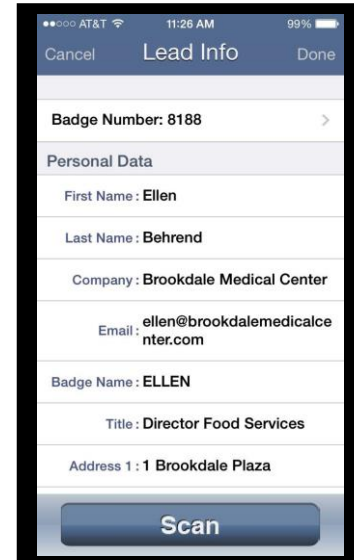 AT&T 11:26 AM 99%
Cancel Lead Info Done
Badge Number: 8188
Personal Data
First Name : Ellen
Last Name : Behrend
Company : Brookdale Medical Center
Email : ellen@brookdalemedicalce
nter.com
Badge Name : ELLEN
Title : Director Food Services
Address 1 : 1 Brookdale Plaza
Scan